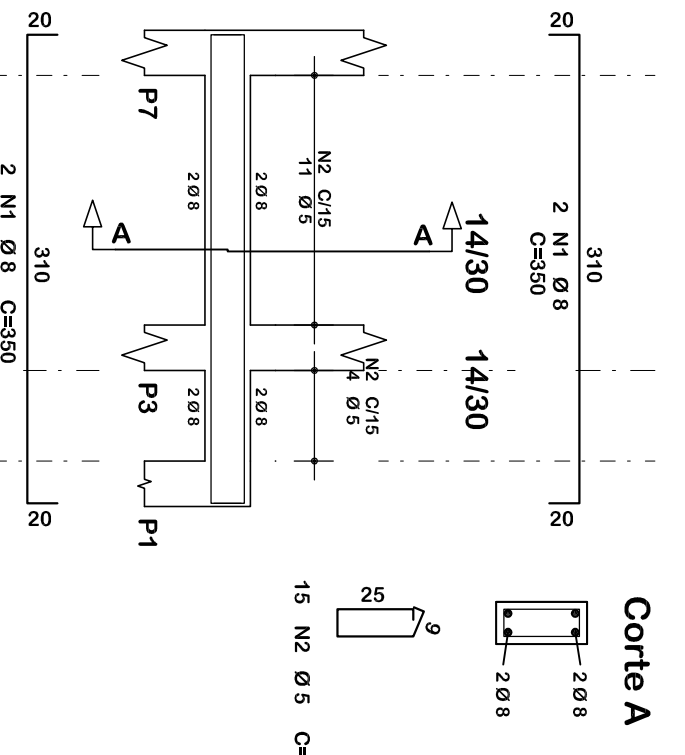 Corte A
2 Ø 8
2 Ø 8
20
310
20
2 N1 Ø 8
C=350
14/30
14/30
A
A
N2 C/15
11 Ø 5
N2 C/15
4 Ø 5
2 Ø 8
2 Ø 8
2 Ø 8
2 Ø 8
P7
P3
P1
20
310
20
2 N1 Ø 8 C=350
25
9
15 N2 Ø 5 C=